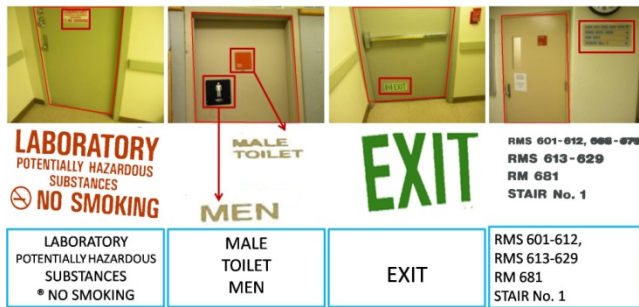 EXIT
LABORATORY
POTENTIALLY HAZARDOUS
SUBSTANCES
NO SMOKING
MALE
TOILET
MEN
EXIT
RMS 601-612,
RMS 613-629
RM 681
STAIR No. 1
LABORATORY
POTENTIALLY HAZARDOUS
SUBSTANCES
® NO SMOKING
MALE
TOILET
MEN
EXIT
RMS 601-612,
RMS 613-629
RM 681
STAIR No. 1